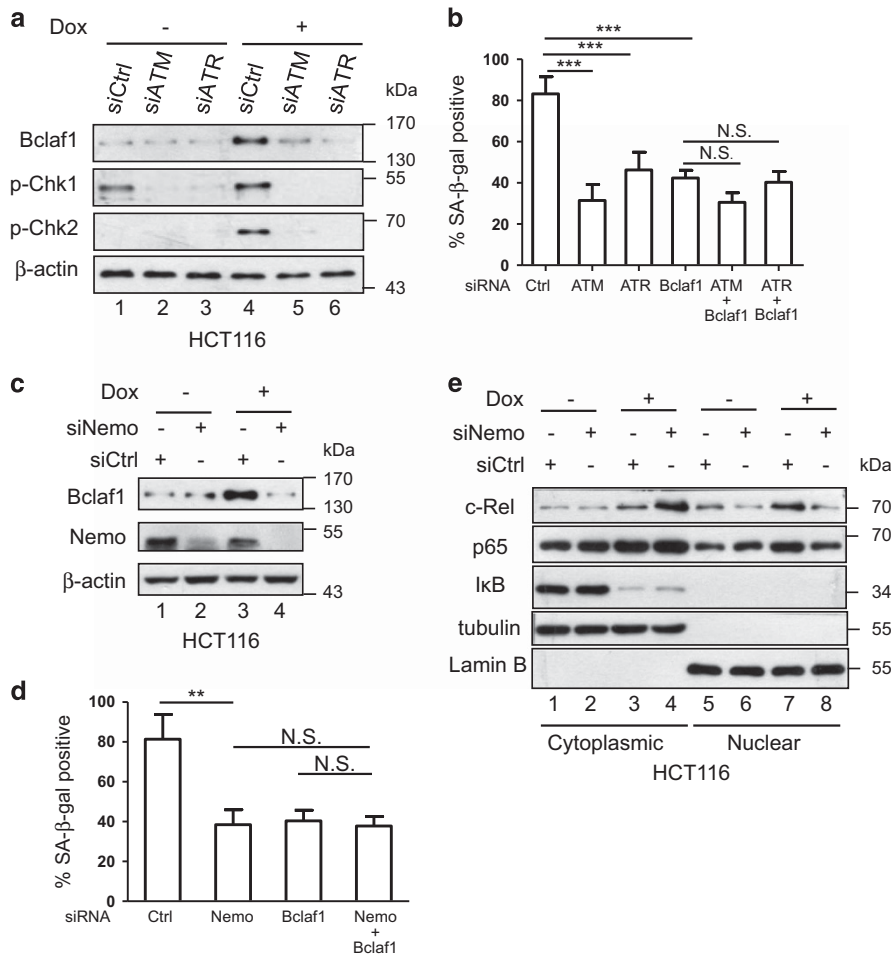 a
Dox - +
siCtrl siATM siATR siCtrl siATM siATR kDa
Bclaf1 170
130
p-Chk1 55
p-Chk2 70
β-actin 43
1 2 3 4 5 6
HCT116
b
*** 
***
***
N.S.
N.S.
% SA-β-gal positive
100
80
60
40
20
0
siRNA Ctrl ATM ATR Bclaf1 ATM + Bclaf1 ATR + Bclaf1
c
Dox - +
siNemo - + - +
siCtrl + - + - kDa
Bclaf1 170
130
Nemo 55
β-actin 43
1 2 3 4
HCT116
d
**
N.S.
N.S.
% SA-β-gal positive
100
80
60
40
20
0
siRNA Ctrl Nemo Bclaf1 Nemo + Bclaf1
e
Dox - + - +
siNemo - + - + - + - +
siCtrl + - + - + - + - kDa
c-Rel 70
p65 70
IκB 34
tubulin 55
Lamin B 55
1 2 3 4 5 6 7 8
Cytoplasmic Nuclear
HCT116